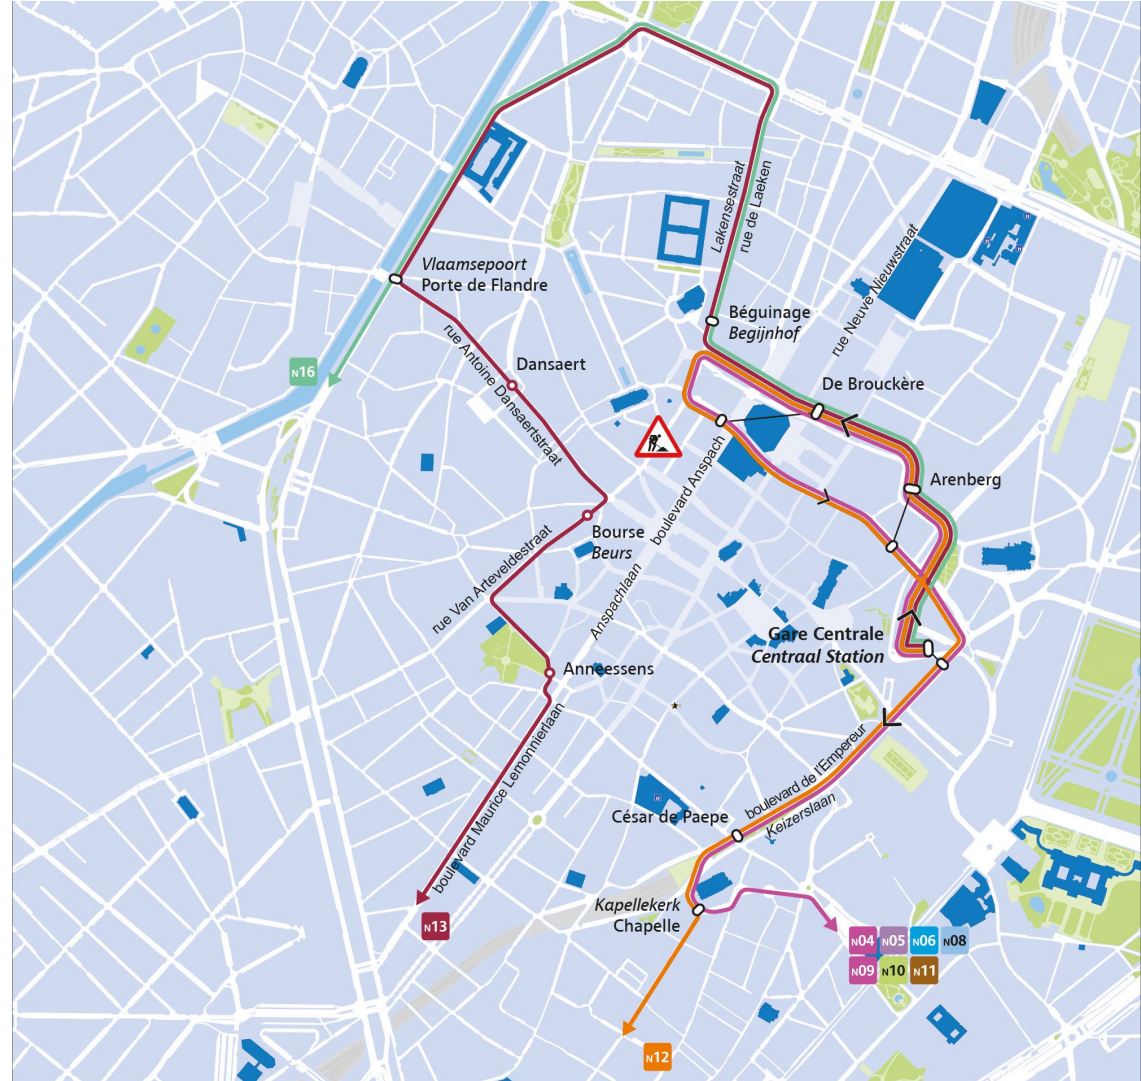 Lakensestraat
rue de Laeken
Vlaamsepoort
Porte de Flandre
rue Neuve Nieuwstraat
Béguinage
Begijnhof
rue Antoine Dansaertstraat
Dansaert
N16
De Brouckère
boulevard Anspach
Anspachlaan
Arenberg
Bourse
Beurs
rue Van Arteveldestraat
Gare Centrale
Centraal Station
Anneessens
boulevard Maurice Lemonnierlaan
boulevard de l'Empereur
Keizerslaan
H
H
H
H
César de Paepe
Kapellekerk
Chapelle
N13
N04 N05 N06 N08
N09 N10 N11
N12